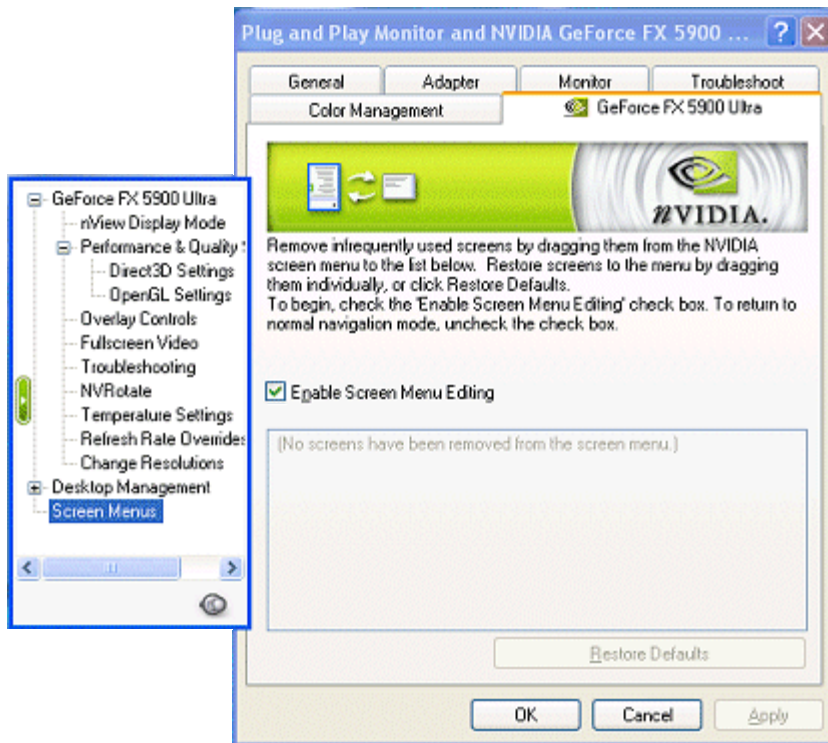 Plug and Play Monitor and NVIDIA GeForce FX 5900 ...
General Adapter Monitor Troubleshoot
Color Management GeForce FX 5900 Ultra
NVIDIA.
Remove infrequently used screens by dragging them from the NVIDIA
screen menu to the list below. Restore screens to the menu by dragging
them individually, or click Restore
Defaults.
To begin, check the 'Enable Screen Menu Editing' check box. To return to
normal navigation mode, uncheck the check box.
Enable Screen Menu Editing
(No screens have been removed from the screen menu.)
Restore Defaults
OK Cancel Apply
GeForce FX 5900 Ultra
nView Display Mode
Performance & Quality
Direct3D Settings
OpenGL Settings
Overlay Controls
Fullscreen Video
Troubleshooting
NVRotate
Temperature Settings
Refresh Rate Overrides
Change Resolutions
Desktop Management
Screen Menus